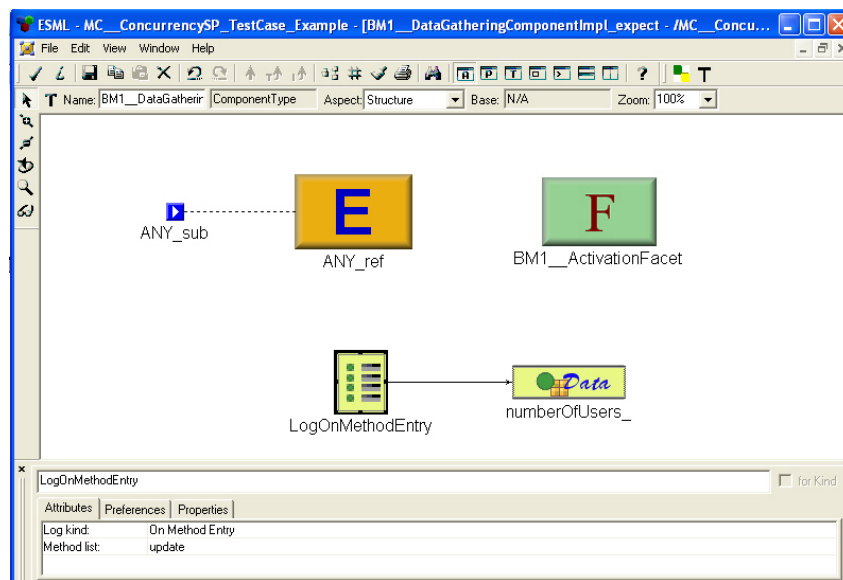 ESML - MC__ConcurrencySP_TestCase_Example - [BM1__DataGatheringComponentImpl_expect - /MC__Concu...
File Edit View Window Help
A P T
?
T
T Name: BM1__DataGatherir ComponentType Aspect: Structure Base: N/A Zoom: 100%
E
F
ANY_sub
ANY_ref
BM1__ActivationFacet
Data
LogOnMethodEntry
numberOfUsers_
LogOnMethodEntry
for Kind
Attributes Preferences Properties
Log kind: On Method Entry
Method list: update